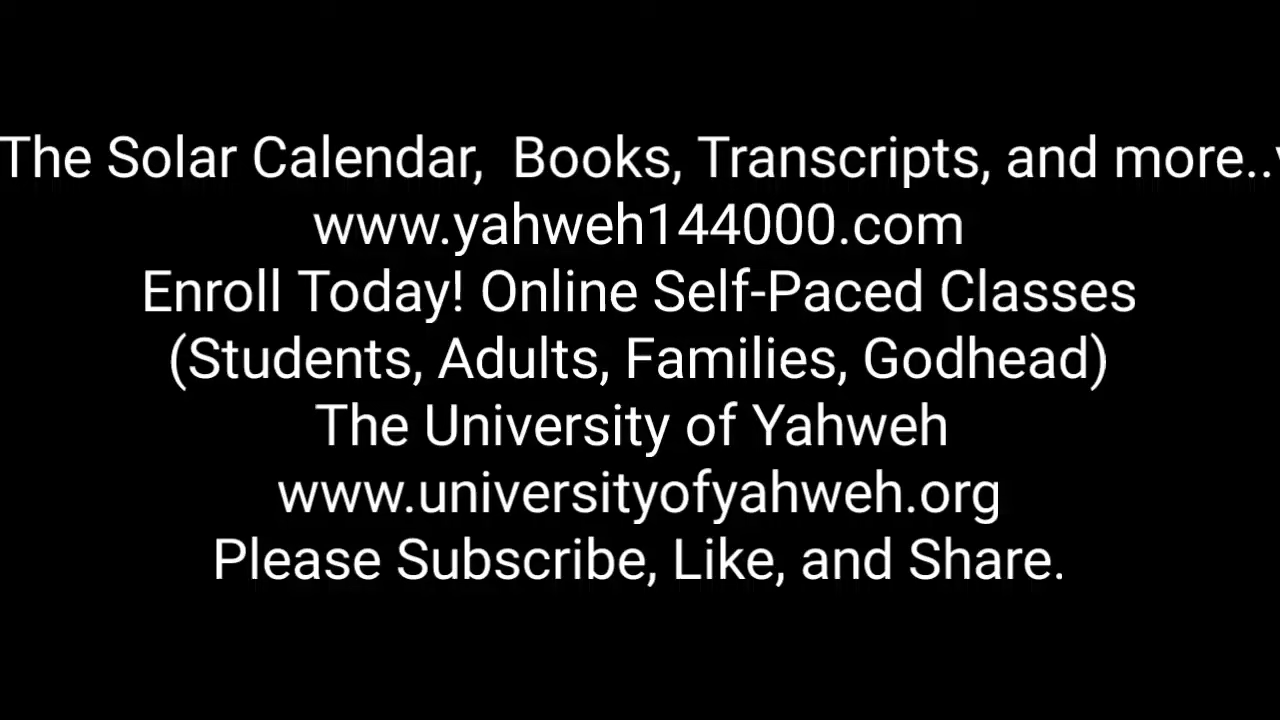 The Solar Calendar,  Books, Transcripts, and more..
www.yahweh144000.com
Enroll Today! Online Self-Paced Classes
(Students, Adults, Families, Godhead)
The University of Yahweh
www.universityofyahweh.org
Please Subscribe, Like, and Share.